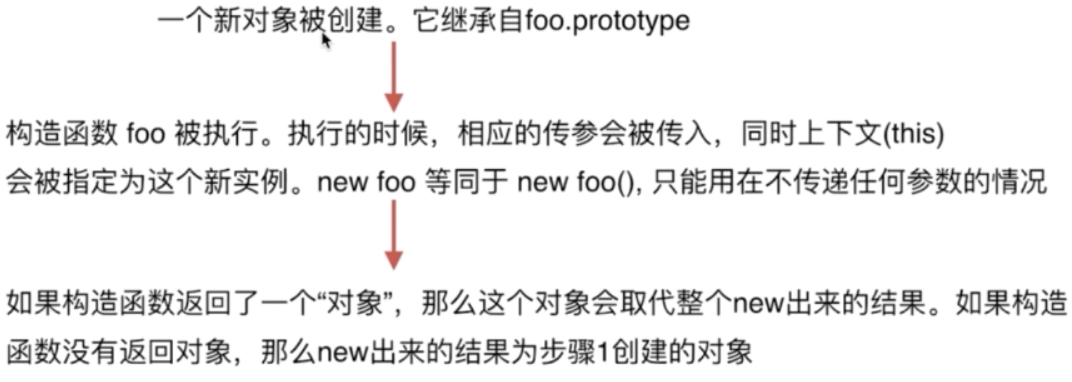 一个新对象被创建。它继承自foo.prototype
构造函数 foo 被执行。执行的时候，相应的传参会被传入，同时上下文(this)
会被指定为这个新实例。new foo 等同于 new foo(), 只能用在不传递任何参数的情况
如果构造函数返回了一个“对象”，那么这个对象会取代整个new出来的结果。如果构造
函数没有返回对象，那么new出来的结果为步骤1创建的对象